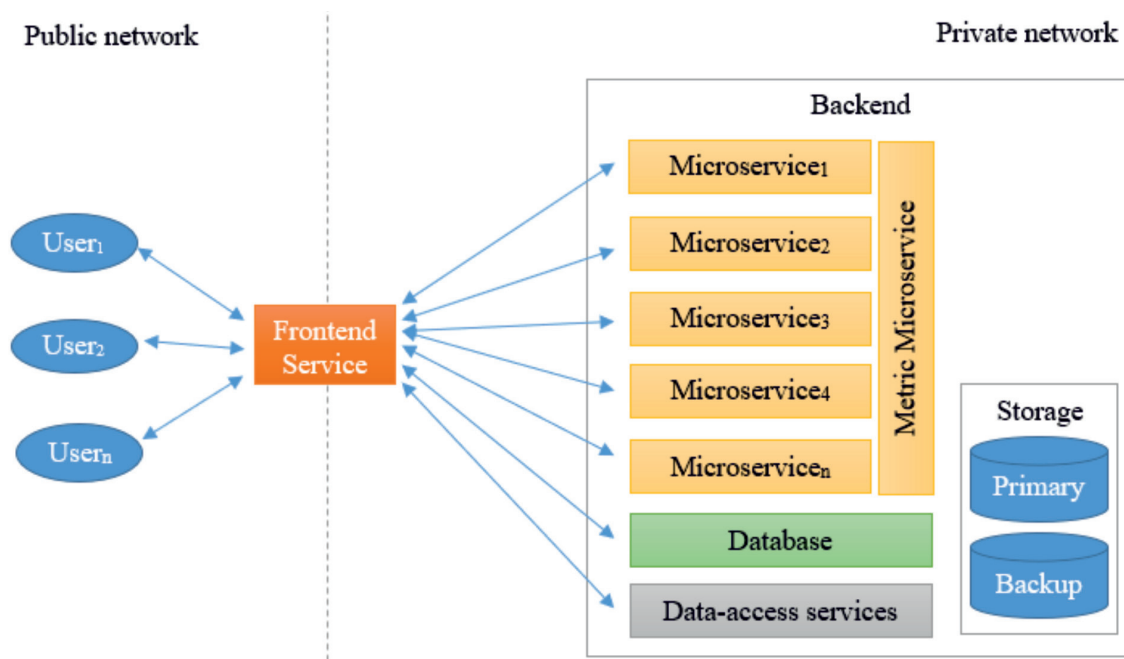 Public network
Private network
Backend
Microservice₁
Microservice₂
Microservice₃
Microservice₄
Microserviceₙ
Metric Microservice
User₁
User₂
Userₙ
Frontend
Service
Database
Data-access services
Storage
Primary
Backup